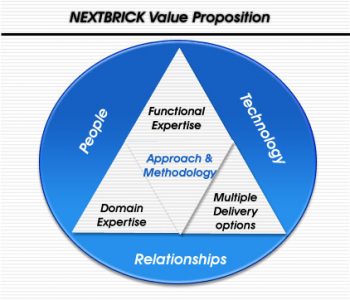 NEXTBRICK Value Proposition
People
Technology
Functional
Expertise
Approach &
Methodology
Domain
Expertise
Multiple
Delivery
options
Relationships